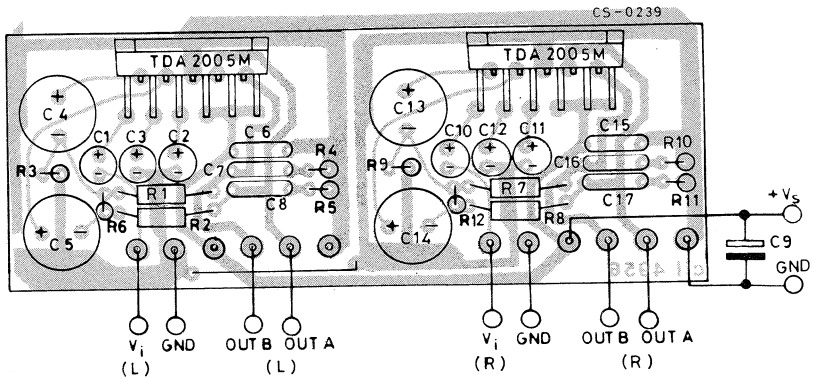 CS-0239
TDA 2005M
TDA 2005M
C4
C1
C3
C2
C6
C7
C8
R4
R3
R5
R1
R2
R6
C5
C13
C10
C12
C11
C15
C16
C17
R10
R9
R11
R7
R8
R12
C14
+Vs
C9
GND
cl 4958
Vi
GND
OUT B
OUT A
(L)
(L)
Vi
GND
OUT B
OUT A
(R)
(R)